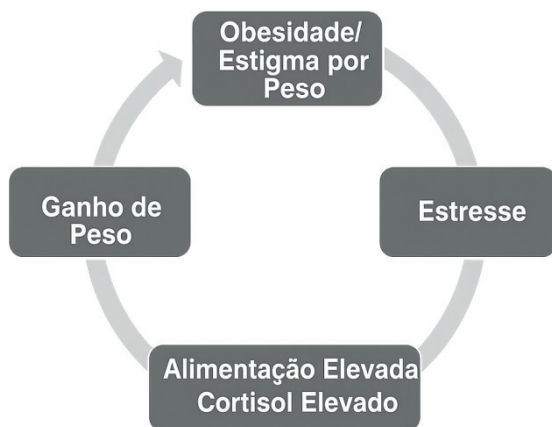 Obesidade/
Estigma por
Peso
Estresse
Alimentação Elevada
Cortisol Elevado
Ganho de
Peso